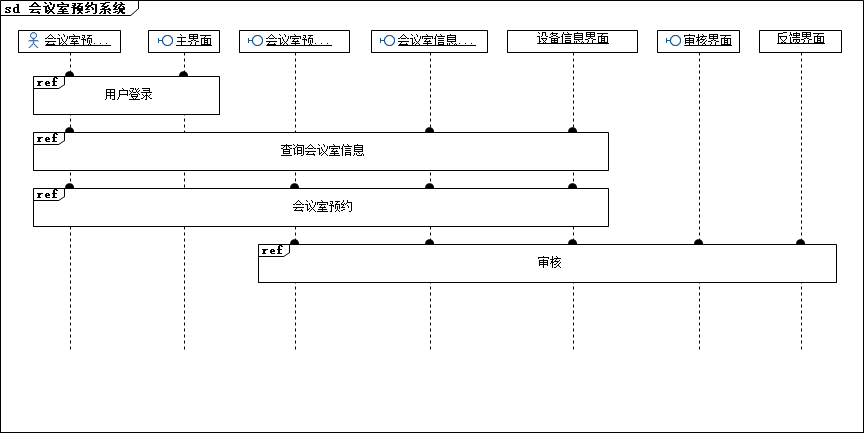 sd 会议室预约系统
会议室预...
主界面
会议室预...
会议室信息...
设备信息界面
审核界面
反馈界面
ref
用户登录
ref
查询会议室信息
ref
会议室预约
ref
审核